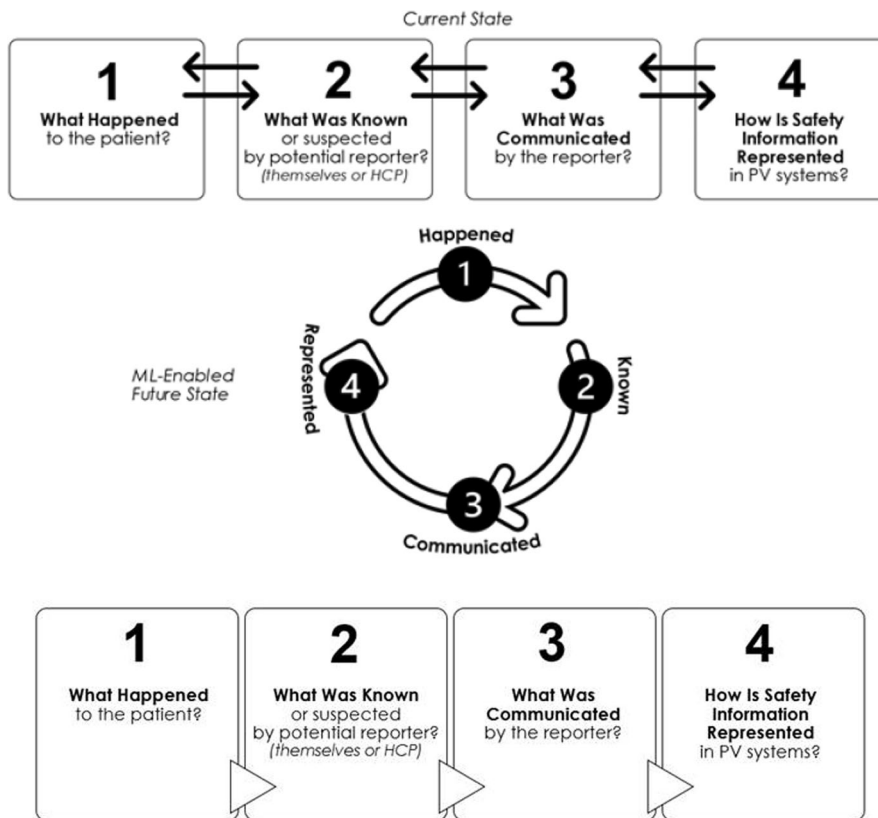 Current State
1
What Happened
to the patient?
2
What Was Known
or suspected
by potential reporter?
(themselves or HCP)
3
What Was
Communicated
by the reporter?
4
How Is Safety
Information
Represented
in PV systems?
ML-Enabled
Future State
Happened
1
Known
2
Communicated
3
Represented
4
1
What Happened
to the patient?
2
What Was Known
or suspected
by potential reporter?
(themselves or HCP)
3
What Was
Communicated
by the reporter?
4
How Is Safety
Information
Represented
in PV systems?